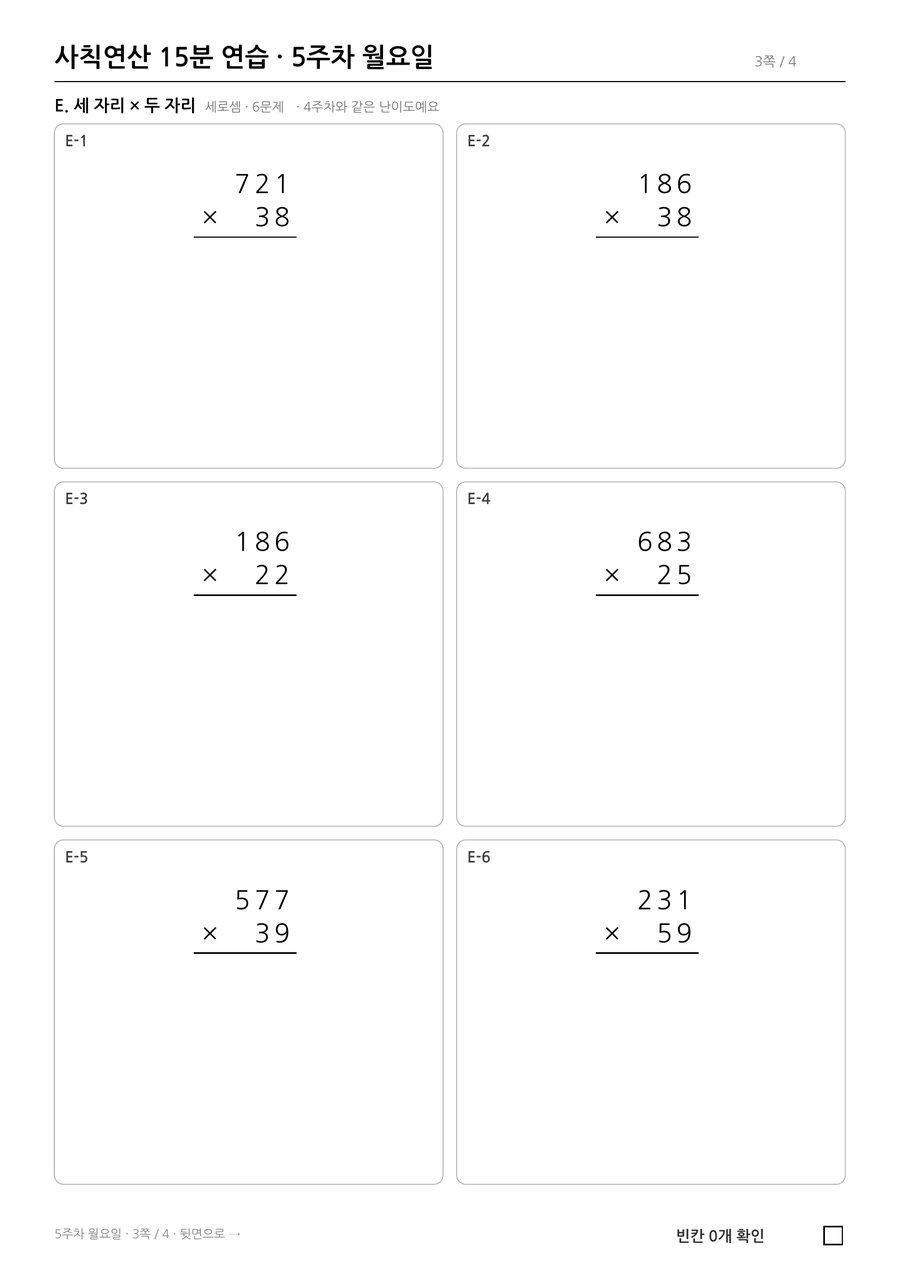 사칙연산 15분 연습 · 5주차 월요일
3쪽 / 4
E. 세 자리 × 두 자리 세로셈 · 6문제 · 4주차와 같은 난이도예요
E-1
721
× 38
E-2
186
× 38
E-3
186
× 22
E-4
683
× 25
E-5
577
× 39
E-6
231
× 59
5주차 월요일 · 3쪽 / 4 · 뒷면으로 →
빈칸 0개 확인